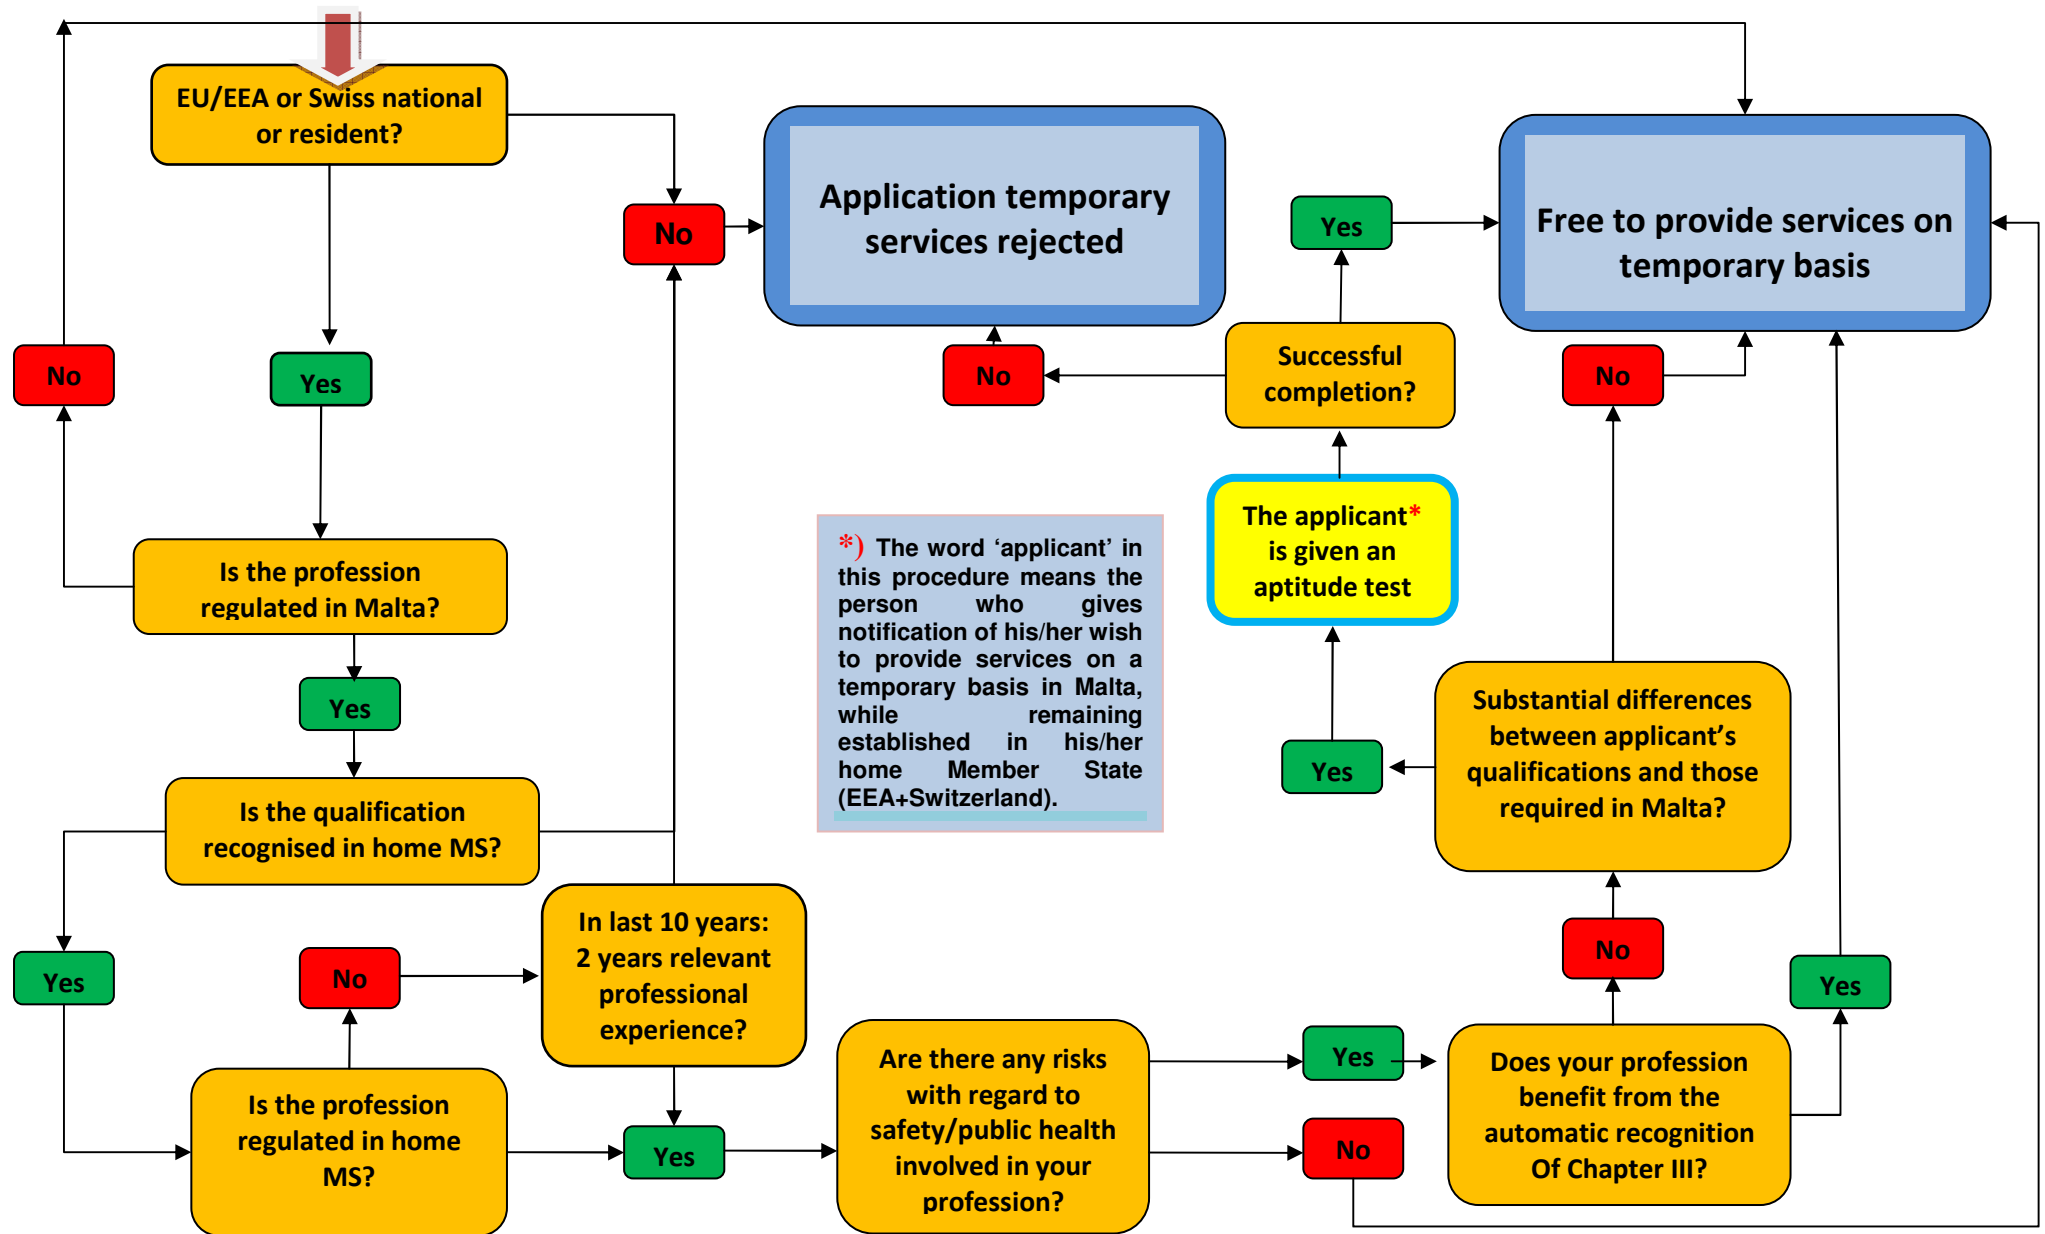 EU/EEA or Swiss national
or resident?
No
Application temporary
services rejected
Yes
Free to provide services on
temporary basis
No
Yes
No
Successful
completion?
No
The applicant*
is given an
aptitude test
*) The word ‘applicant’ in
this procedure means the
person who gives
notification of his/her wish
to provide services on a
temporary basis in Malta,
while remaining
established in his/her
home Member State
(EEA+Switzerland).
Is the profession
regulated in Malta?
Yes
Is the qualification
recognised in home MS?
Yes
Substantial differences
between applicant’s
qualifications and those
required in Malta?
Yes
No
In last 10 years:
2 years relevant
professional
experience?
No
Yes
Is the profession
regulated in home
MS?
Yes
Are there any risks
with regard to
safety/public health
involved in your
profession?
Yes
No
Does your profession
benefit from the
automatic recognition
Of Chapter III?